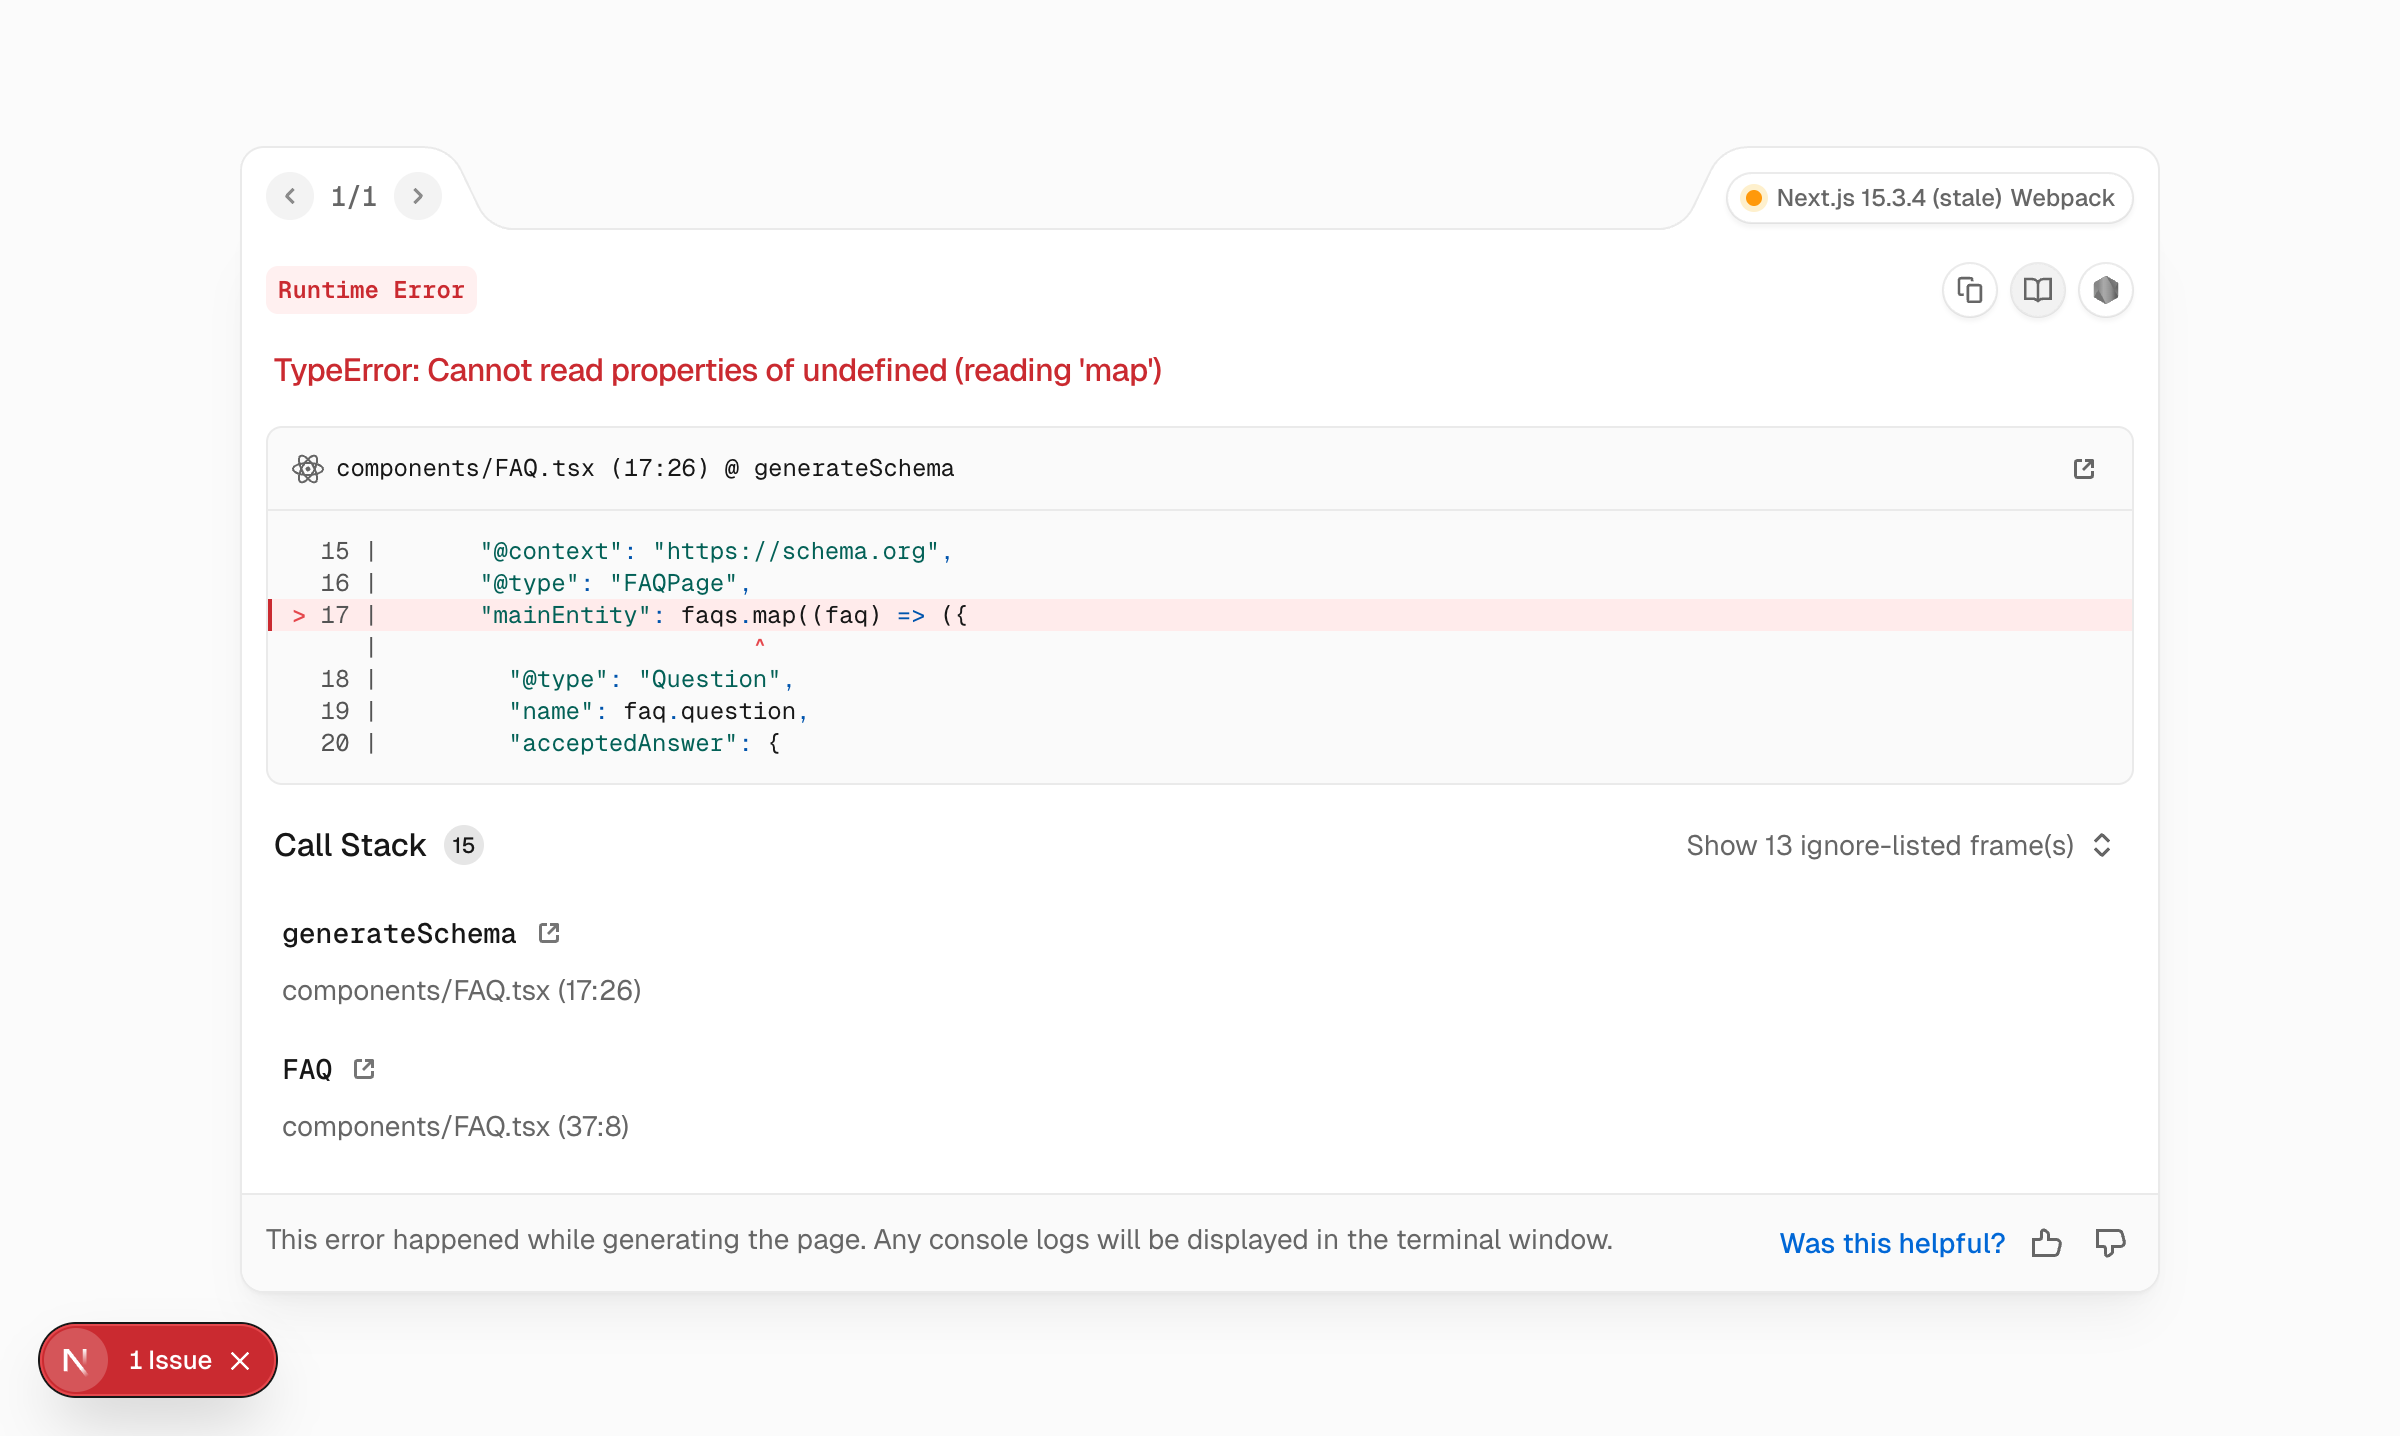 1/1
Next.js 15.3.4 (stale) Webpack
Runtime Error
TypeError: Cannot read properties of undefined (reading 'map')
components/FAQ.tsx (17:26) @ generateSchema
15 |       "@context": "https://schema.org",
16 |       "@type": "FAQPage",
> 17 |       "mainEntity": faqs.map((faq) => ({
|                          ^
18 |         "@type": "Question",
19 |         "name": faq.question,
20 |         "acceptedAnswer": {
Call Stack 15
Show 13 ignore-listed frame(s)
generateSchema
components/FAQ.tsx (17:26)
FAQ
components/FAQ.tsx (37:8)
This error happened while generating the page. Any console logs will be displayed in the terminal window.
Was this helpful?
N 1 Issue